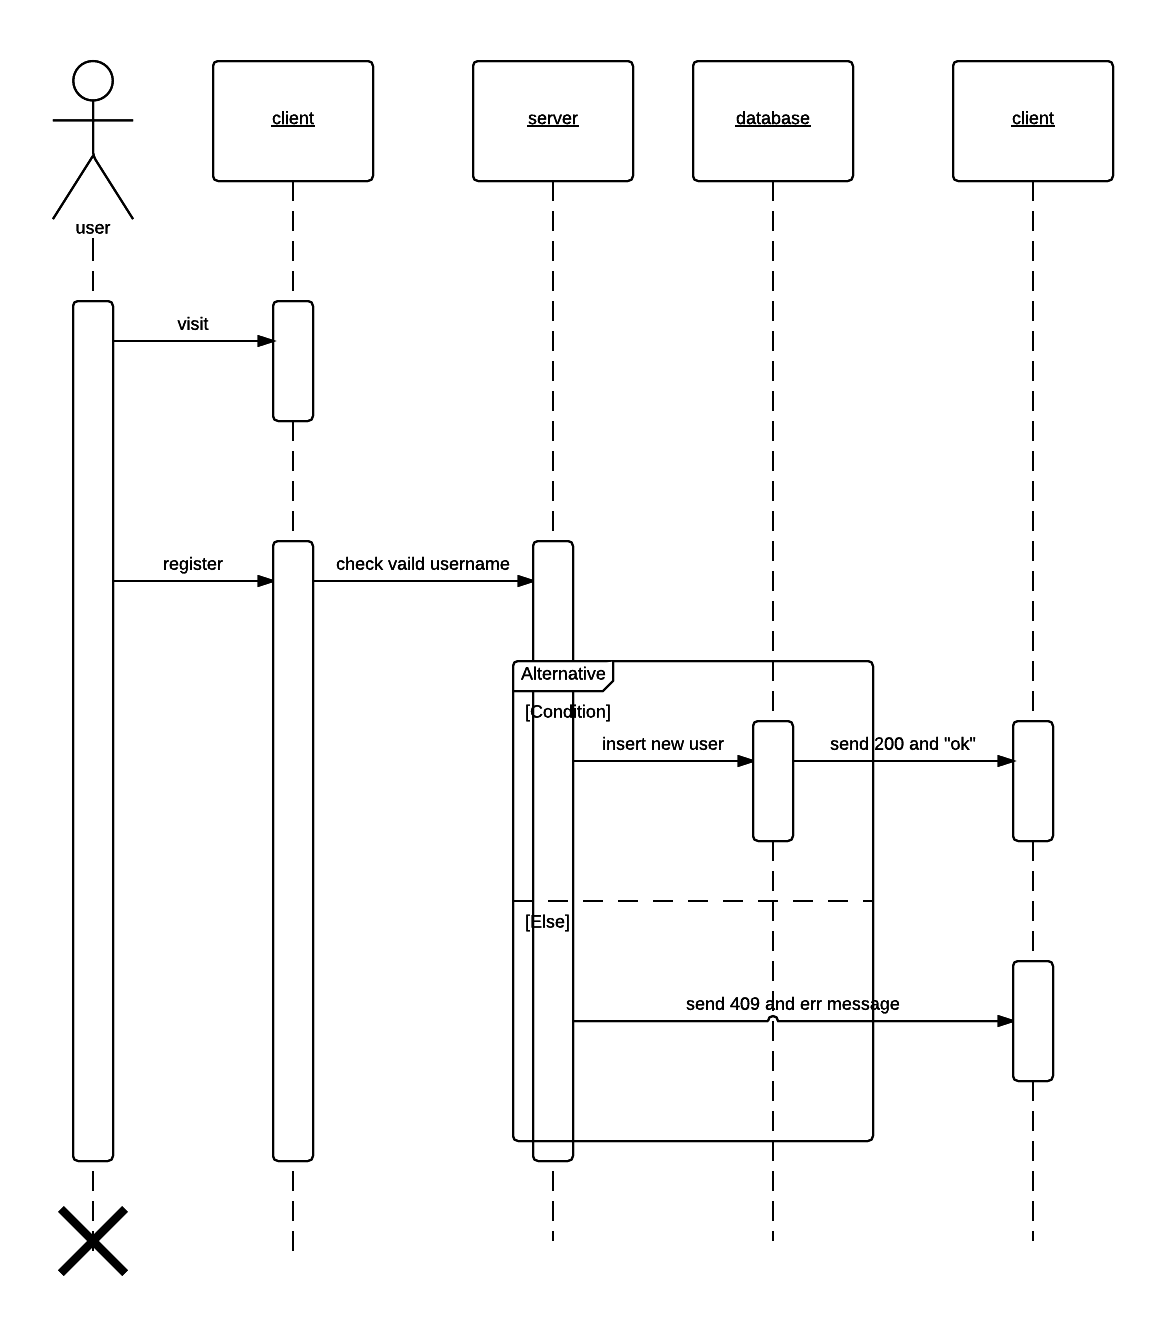 client
server
database
client
user
visit
register
check vaild username
Alternative
[Condition]
insert new user
send 200 and "ok"
[Else]
send 409 and err message